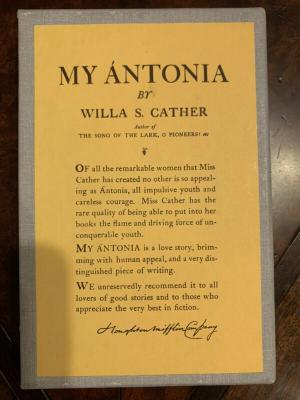 MY ÁNTONIA
BY
WILLA S. CATHER
Author of
THE SONG OF THE LARK, O PIONEERS! etc
OF all the remarkable women that Miss
Cather has created no other is so appeal-
ing as Ántonia, all impulsive youth and
careless courage. Miss Cather has the
rare quality of being able to put into her
books the flame and driving force of un-
conquerable youth.
MY ÁNTONIA is a love story, brim-
ming with human appeal, and a very dis-
tinguished piece of writing.
WE unreservedly recommend it to all
lovers of good stories and to those who
appreciate the very best in fiction.
Houghton Mifflin Company